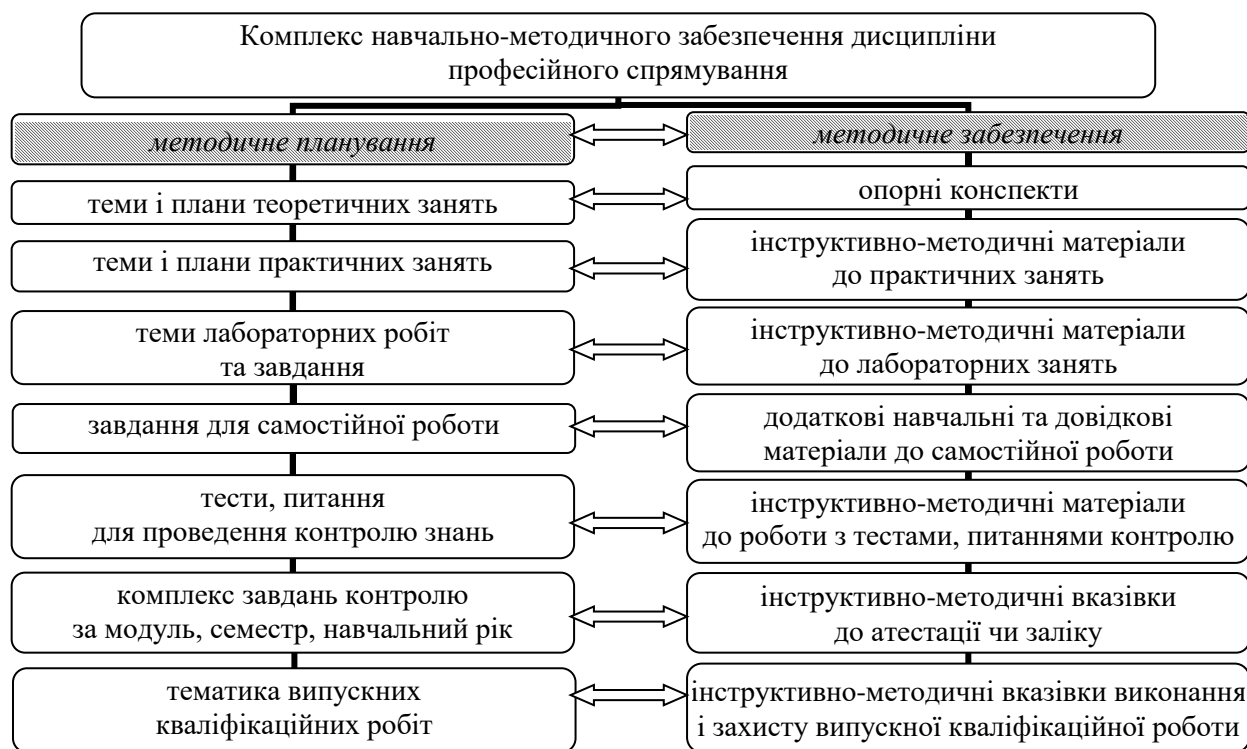 Комплекс навчально-методичного забезпечення дисципліни
професійного спрямування
методичне планування
методичне забезпечення
теми і плани теоретичних занять
опорні конспекти
теми і плани практичних занять
інструктивно-методичні матеріали
до практичних занять
теми лабораторних робіт
та завдання
інструктивно-методичні матеріали
до лабораторних занять
завдання для самостійної роботи
додаткові навчальні та довідкові
матеріали до самостійної роботи
тести, питання
для проведення контролю знань
інструктивно-методичні матеріали
до роботи з тестами, питаннями контролю
комплекс завдань контролю
за модуль, семестр, навчальний рік
інструктивно-методичні вказівки
до атестації чи заліку
тематика випускних
кваліфікаційних робіт
інструктивно-методичні вказівки виконання
і захисту випускної кваліфікаційної роботи